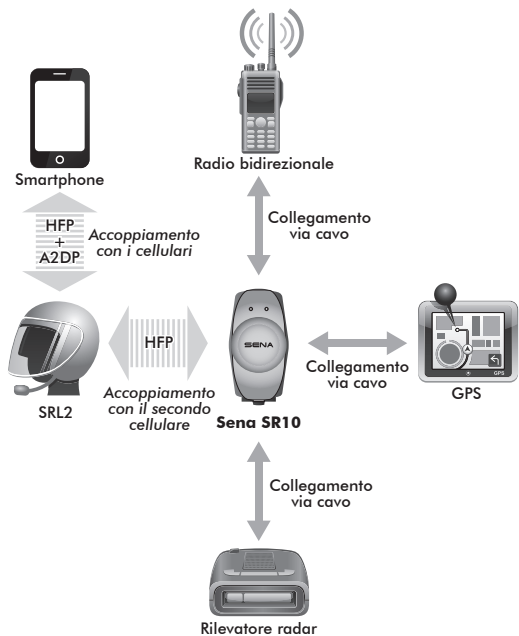 Radio bidirezionale
Smartphone
HFP
+
A2DP
Accoppiamento
con i cellulari
Collegamento
via cavo
HFP
SENA
SRL2
Accoppiamento
con il secondo
cellulare
Sena SR10
Collegamento
via cavo
GPS
GPS
Collegamento
via cavo
Rilevatore radar